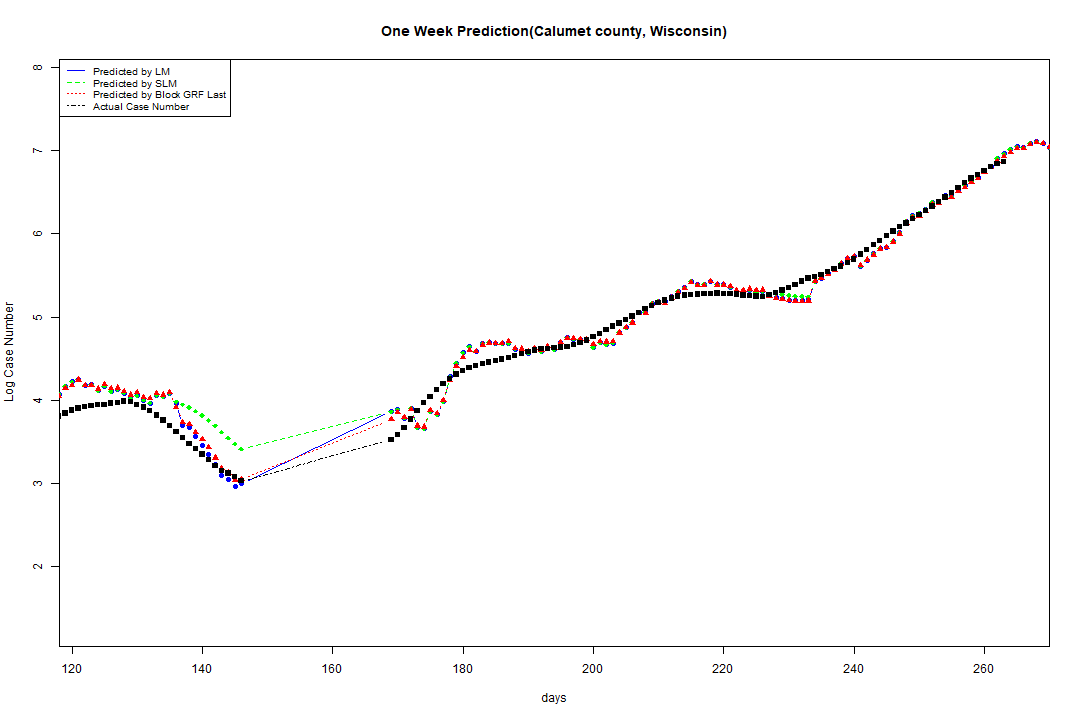 One Week Prediction(Calumet county, Wisconsin)
Predicted by LM
Predicted by SLM
Predicted by Block GRF Last
Actual Case Number
8
7
6
5
4
3
2
Log Case Number
120 140 160 180 200 220 240 260
days